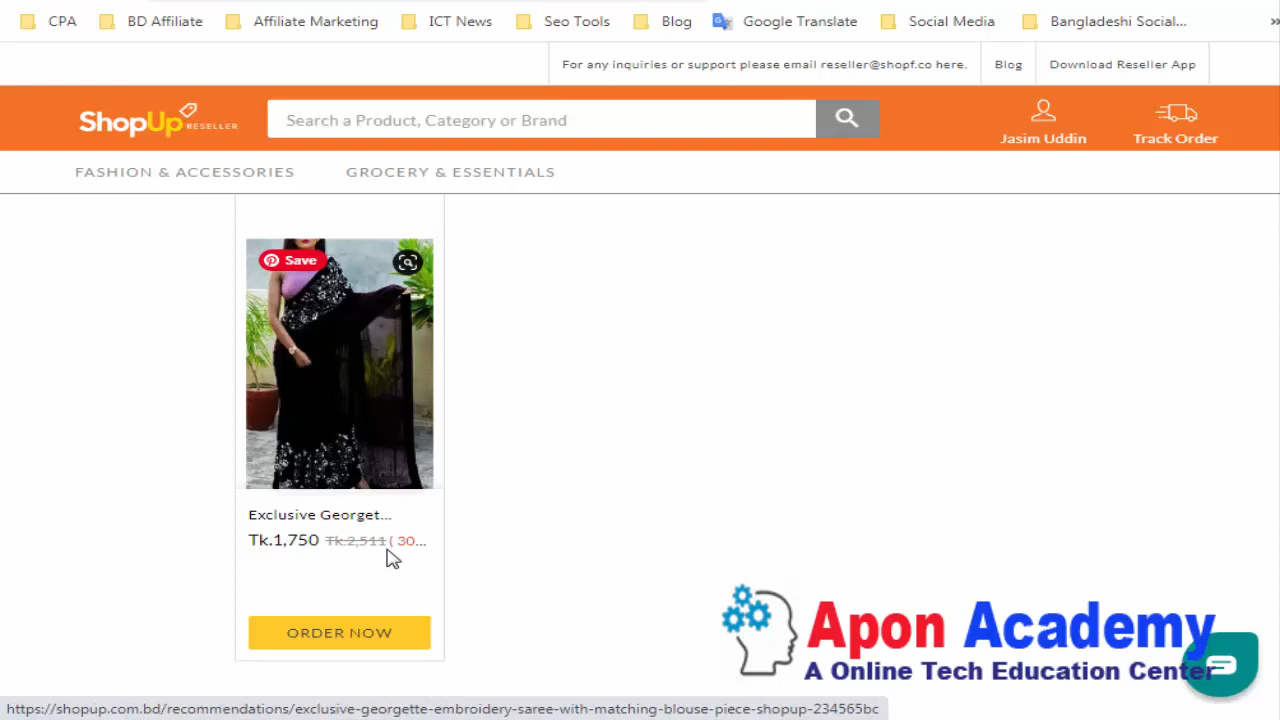 CPA BD Affiliate Affiliate Marketing ICT News Seo Tools Blog Google Translate Social Media Bangladeshi Social... »
For any inquiries or support please email reseller@shopf.co here. Blog Download Reseller App
ShopUp RESELLER Search a Product, Category or Brand
Jasim Uddin Track Order
FASHION & ACCESSORIES GROCERY & ESSENTIALS
Save
Exclusive Georget...
Tk.1,750 Tk.2,511 ( 30...
ORDER NOW
Apon Academy
A Online Tech Education Center
https://shopup.com.bd/recommendations/exclusive-georgette-embroidery-saree-with-matching-blouse-piece-shopup-234565bc